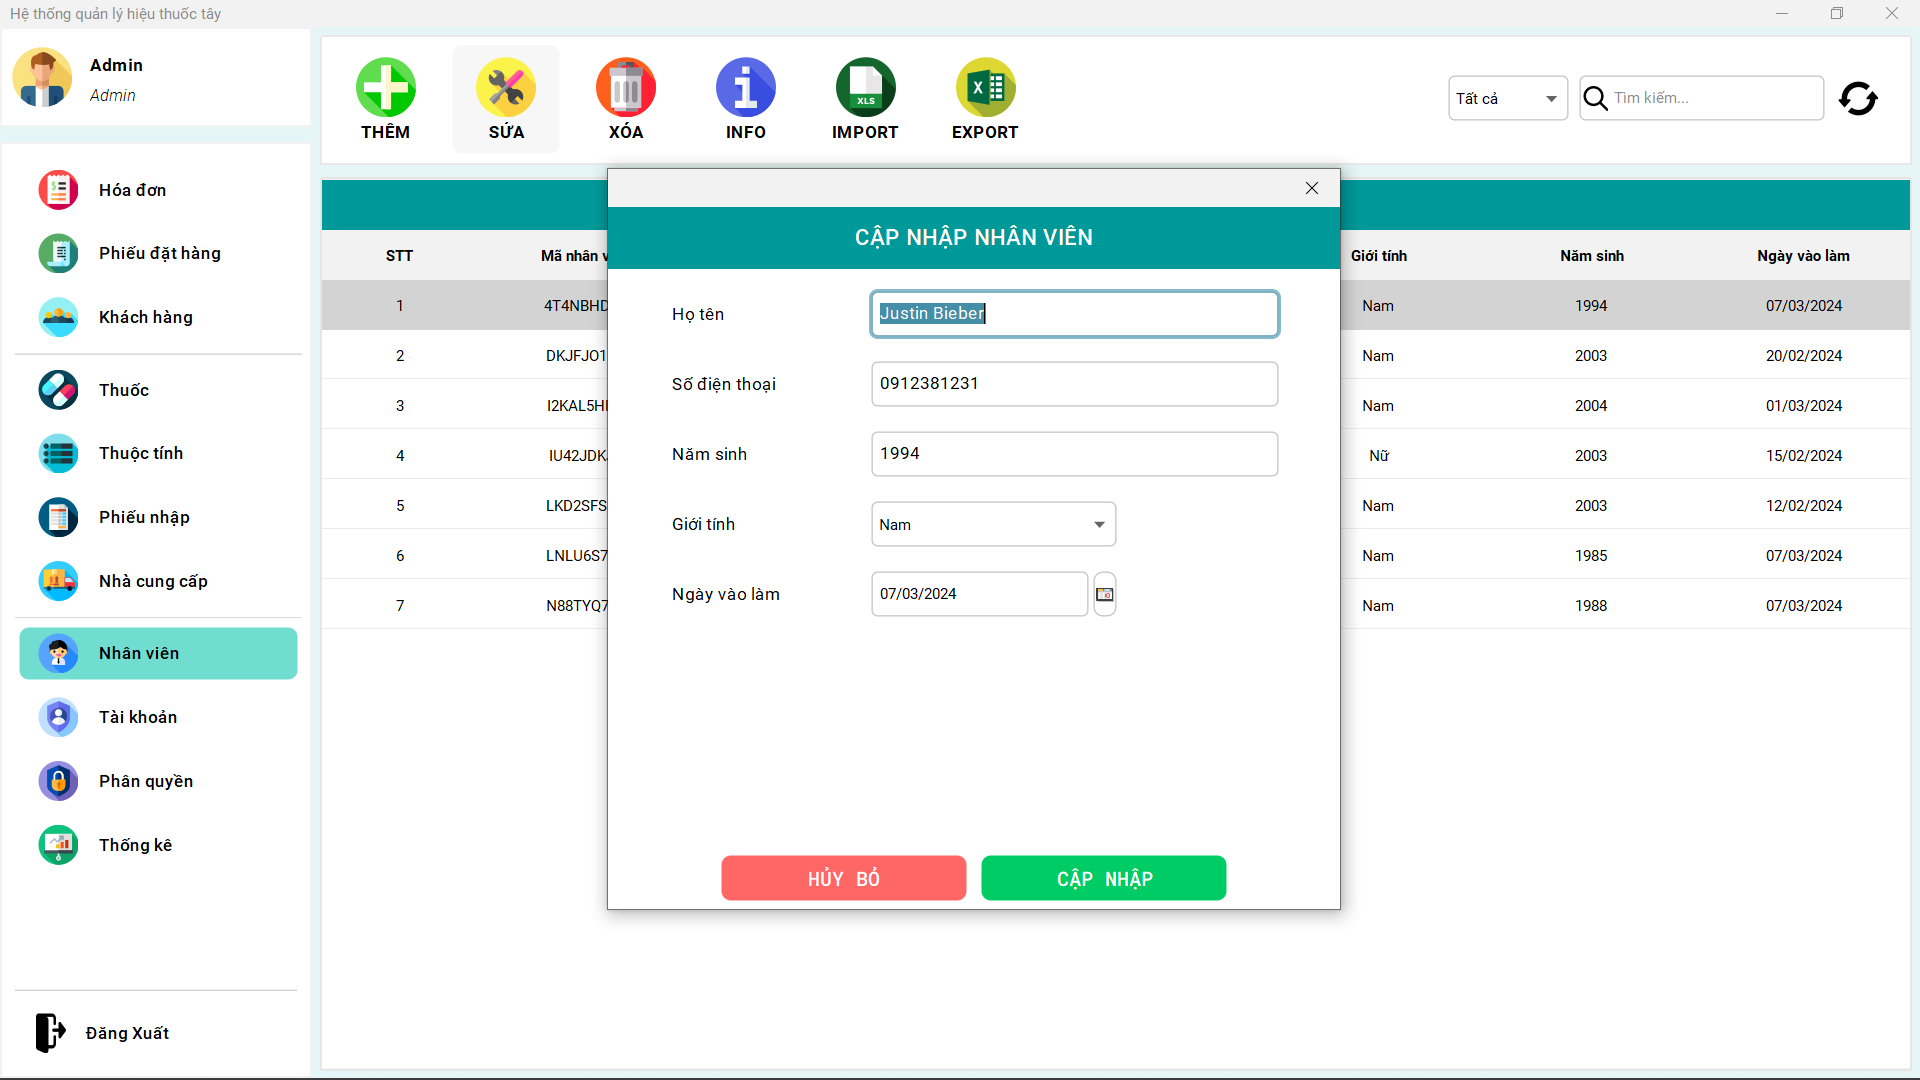 Hệ thống quản lý hiệu thuốc tây
Admin
Admin
THÊM
SỨA
XÓA
INFO
IMPORT
EXPORT
Tất cả
Tìm kiếm...
Hóa đơn
Phiếu đặt hàng
Khách hàng
Thuốc
Thuộc tính
Phiếu nhập
Nhà cung cấp
Nhân viên
Tài khoản
Phân quyền
Thống kê
Đăng Xuất
STT Mã nhân v Giới tính Năm sinh Ngày vào làm
1 4T4NBHD Nam 1994 07/03/2024
2 DKJFJO1 Nam 2003 20/02/2024
3 I2KAL5H Nam 2004 01/03/2024
4 IU42JDK Nữ 2003 15/02/2024
5 LKD2SFS Nam 2003 12/02/2024
6 LNLU6S7 Nam 1985 07/03/2024
7 N88TYQ7 Nam 1988 07/03/2024
CẬP NHẬP NHÂN VIÊN
Họ tên Justin Bieber
Số điện thoại 0912381231
Năm sinh 1994
Giới tính Nam
Ngày vào làm 07/03/2024
HỦY BỎ
CẬP NHẬP